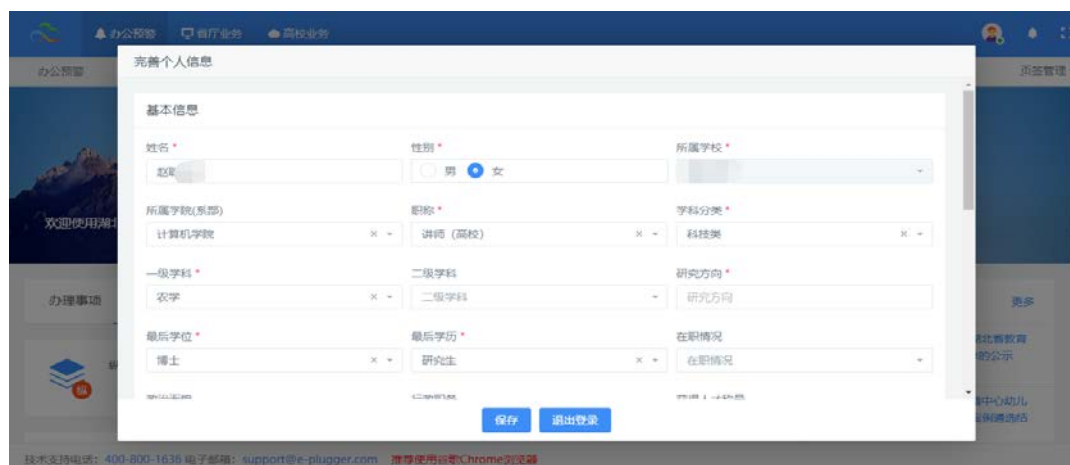 办公预警 省厅业务 高校业务
办公预警 页签管理
完善个人信息
基本信息
姓名 * 性别 * 所属学校 *
赵 男 女
所属学院(系部) 职称 * 学科分类 *
计算机学院 讲师(高校) 科技类
一级学科 * 二级学科 研究方向 *
农学 二级学科 研究方向
最后学位 * 最后学历 * 在职情况
博士 研究生 在职情况
欢迎使用湖北
办理事项 更多
湖北省教育
的公示
中心幼儿
保存 退出登录
技术支持电话:400-800-1636 电子邮箱:support@e-plugger.com 推荐使用谷歌Chrome浏览器